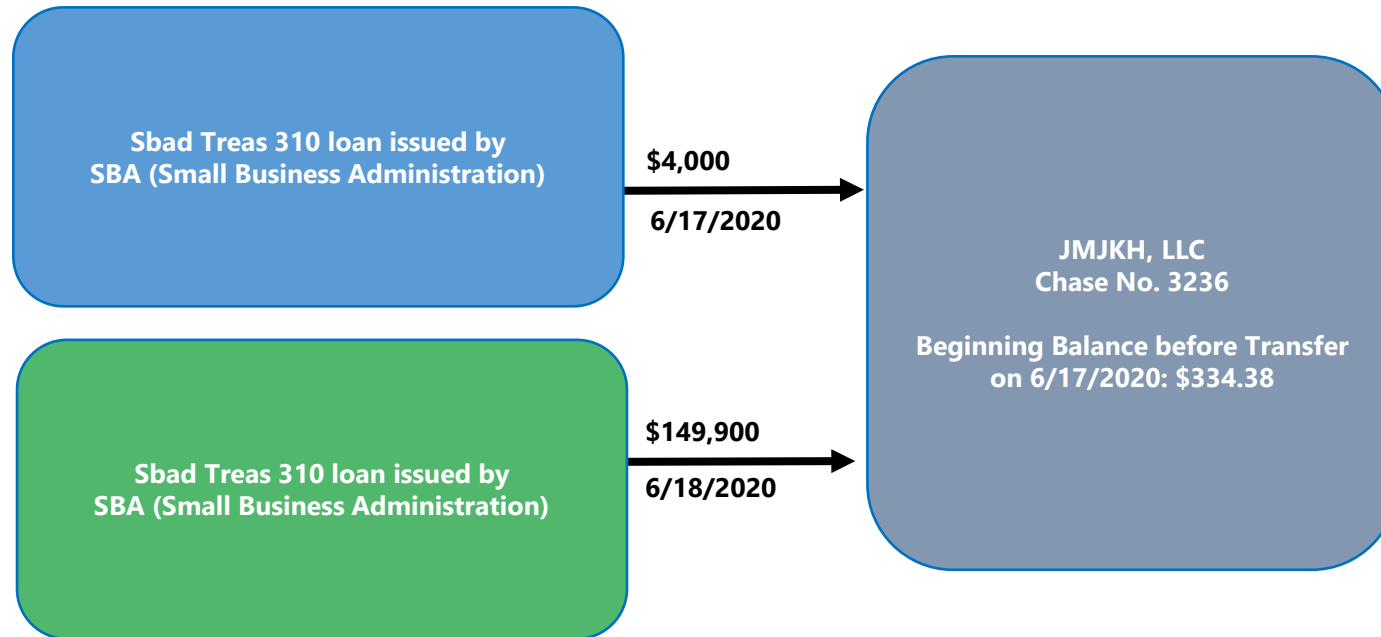 Sbad Treas 310 loan issued by
SBA (Small Business Administration)
$4,000
6/17/2020
JMJKH, LLC
Chase No. 3236
Beginning Balance before Transfer
on 6/17/2020: $334.38
Sbad Treas 310 loan issued by
SBA (Small Business Administration)
$149,900
6/18/2020